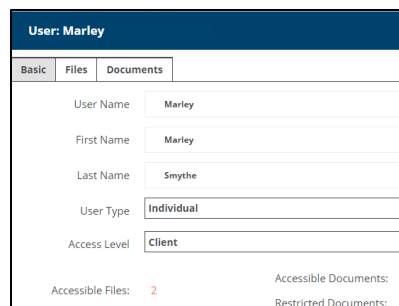 User: Marley
Basic Files Documents
User Name Marley
First Name Marley
Last Name Smythe
User Type Individual
Access Level Client
Accessible Files: 2 Accessible Documents:
Restricted Documents: